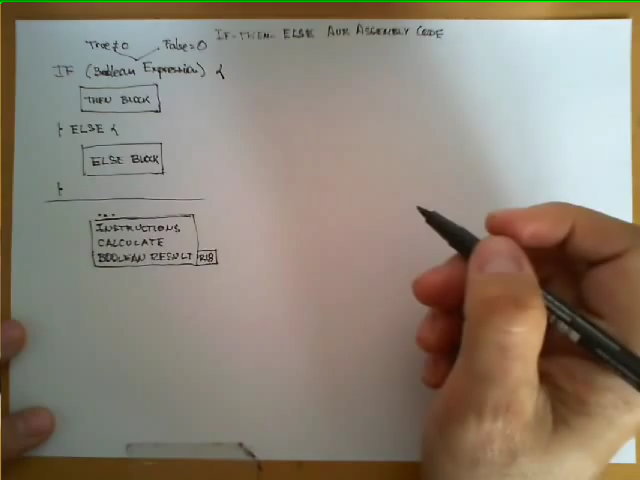 IF-THEN-ELSE AVR ASSEMBLY CODE
True≠0 False=0
IF (Boolean Expression) {
THEN BLOCK
} ELSE {
ELSE BLOCK
}
...
INSTRUCTIONS
CALCULATE
BOOLEAN RESULT R18